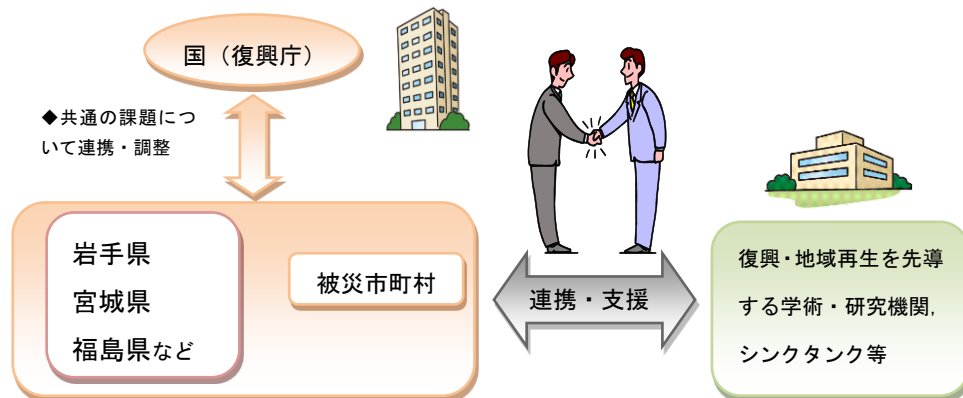 国（復興庁）
◆共通の課題につ
いて連携・調整
岩手県
宮城県
福島県など
被災市町村
連携・支援
復興・地域再生を先導
する学術・研究機関，
シンクタンク等